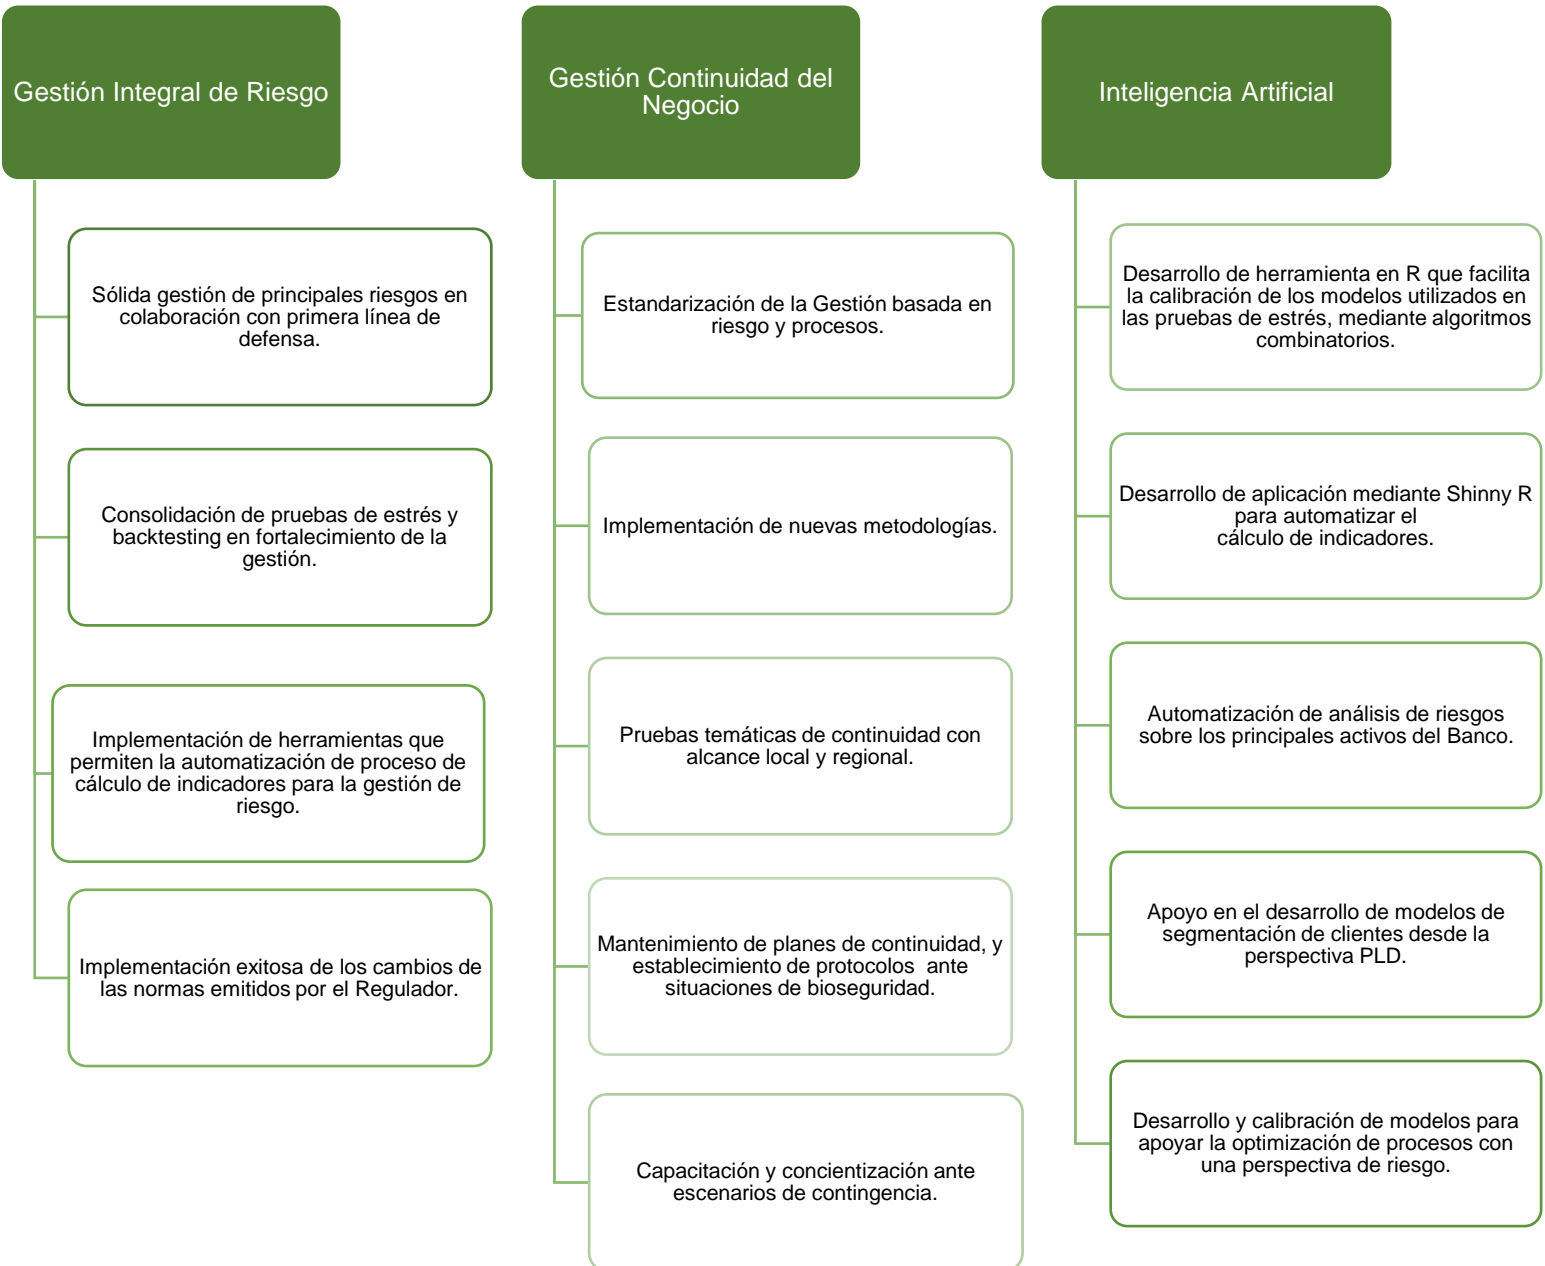 Gestión Integral de Riesgo
Sólida gestión de principales riesgos en
colaboración con primera línea de
defensa.
Consolidación de pruebas de estrés y
backtesting en fortalecimiento de la
gestión.
Implementación de herramientas que
permiten la automatización de proceso de
cálculo de indicadores para la gestión de
riesgo.
Implementación exitosa de los cambios de
las normas emitidos por el Regulador.
Gestión Continuidad del
Negocio
Estandarización de la Gestión basada en
riesgo y procesos.
Implementación de nuevas metodologías.
Pruebas temáticas de continuidad con
alcance local y regional.
Mantenimiento de planes de continuidad, y
establecimiento de protocolos ante
situaciones de bioseguridad.
Capacitación y concientización ante
escenarios de contingencia.
Inteligencia Artificial
Desarrollo de herramienta en R que facilita
la calibración de los modelos utilizados en
las pruebas de estrés, mediante algoritmos
combinatorios.
Desarrollo de aplicación mediante Shinny R
para automatizar el
cálculo de indicadores.
Automatización de análisis de riesgos
sobre los principales activos del Banco.
Apoyo en el desarrollo de modelos de
segmentación de clientes desde la
perspectiva PLD.
Desarrollo y calibración de modelos para
apoyar la optimización de procesos con
una perspectiva de riesgo.